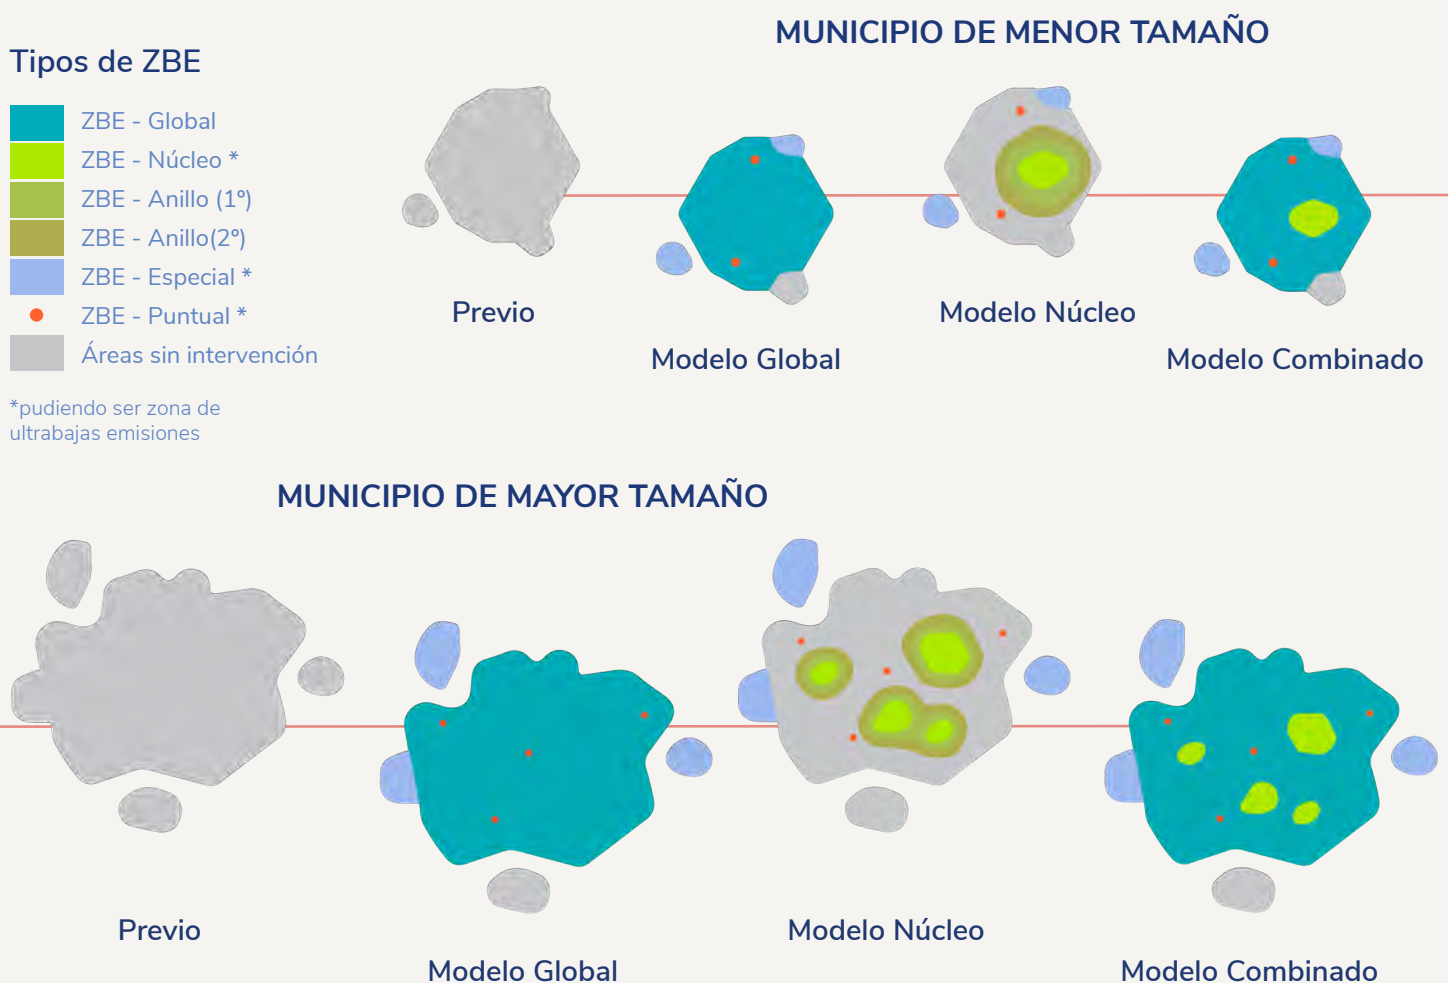 MUNICIPIO DE MENOR TAMAÑO
Tipos de ZBE
ZBE - Global
ZBE - Núcleo *
ZBE - Anillo (1º)
ZBE - Anillo(2º)
ZBE - Especial *
ZBE - Puntual *
Áreas sin intervención
*pudiendo ser zona de
ultrabajas emisiones
Previo
Modelo Global
Modelo Núcleo
Modelo Combinado
MUNICIPIO DE MAYOR TAMAÑO
Previo
Modelo Global
Modelo Núcleo
Modelo Combinado